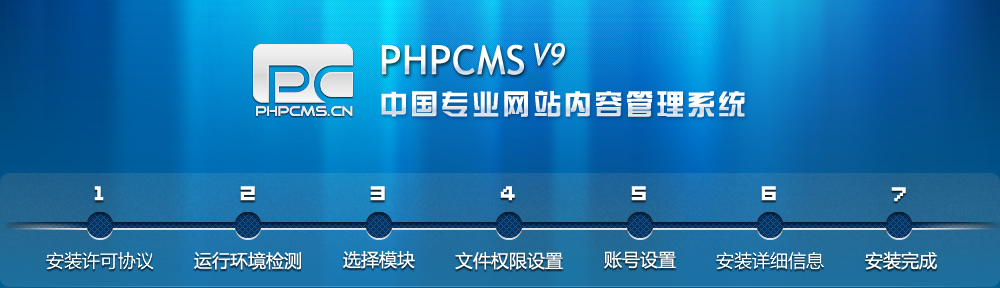 PC
PHPCMS.CN
PHPCMS V9
中国专业网站内容管理系统
1 2 3 4 5 6 7
安装许可协议 运行环境检测 选择模块 文件权限设置 账号设置 安装详细信息 安装完成